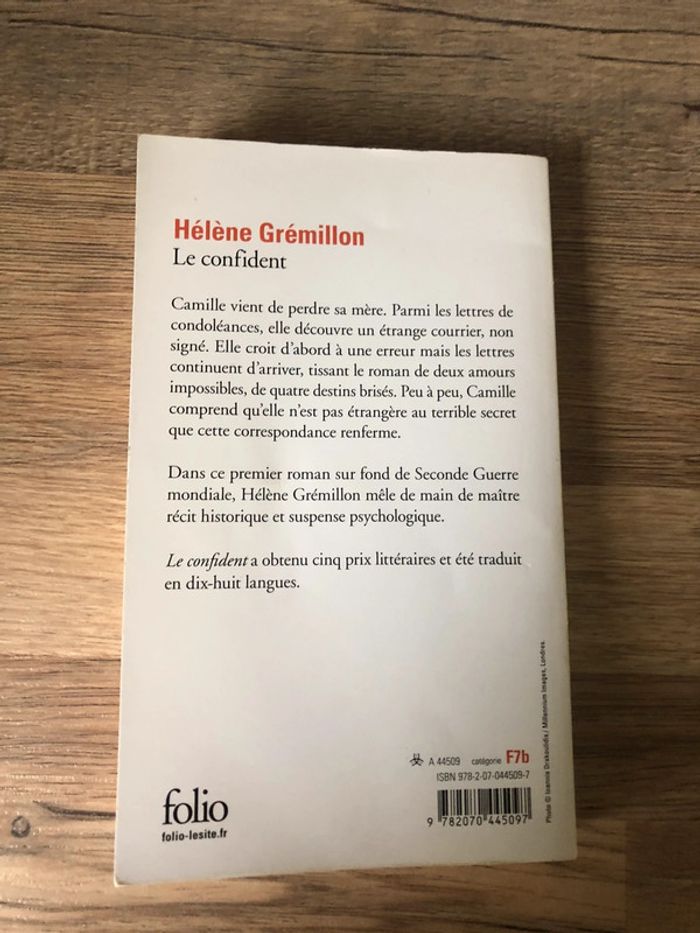 Hélène Grémillon
Le confident
Camille vient de perdre sa mère. Parmi les lettres de
condoléances, elle découvre un étrange courrier, non
signé. Elle croit d'abord à une erreur mais les lettres
continuent d'arriver, tissant le roman de deux amours
impossibles, de quatre destins brisés. Peu à peu, Camille
comprend qu'elle n'est pas étrangère au terrible secret
que cette correspondance renferme.
Dans ce premier roman sur fond de Seconde Guerre
mondiale, Hélène Grémillon mêle de main de maître
récit historique et suspense psychologique.
Le confident a obtenu cinq prix littéraires et été traduit
en dix-huit langues.
A 44509 catégorie F7b
ISBN 978-2-07-044509-7
9 782070 445097
folio
folio-lesite.fr
Photo © Ioannis / Millennium Images, Londres.